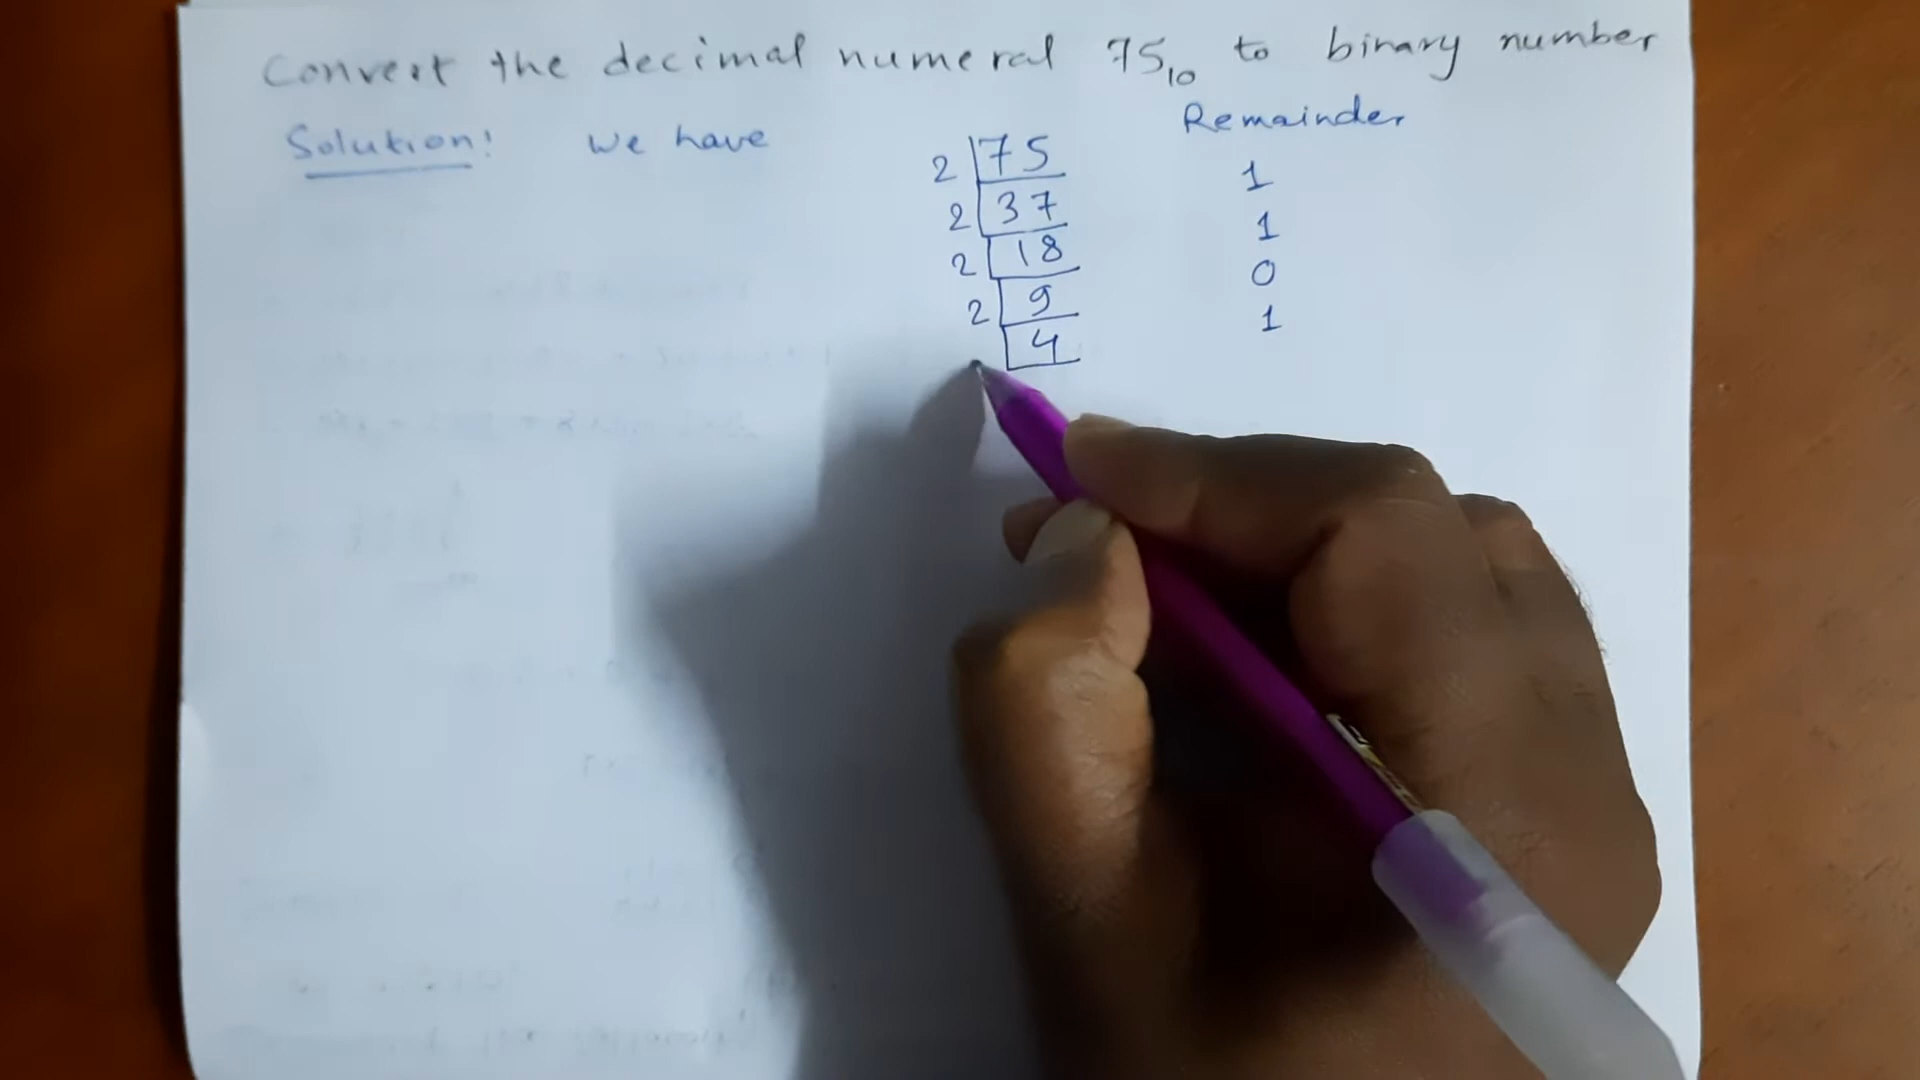 Convert the decimal numeral 75₁₀ to binary number
Solution! We have
Remainder
2 75 1
2 37 1
2 18 0
2 9 1
4